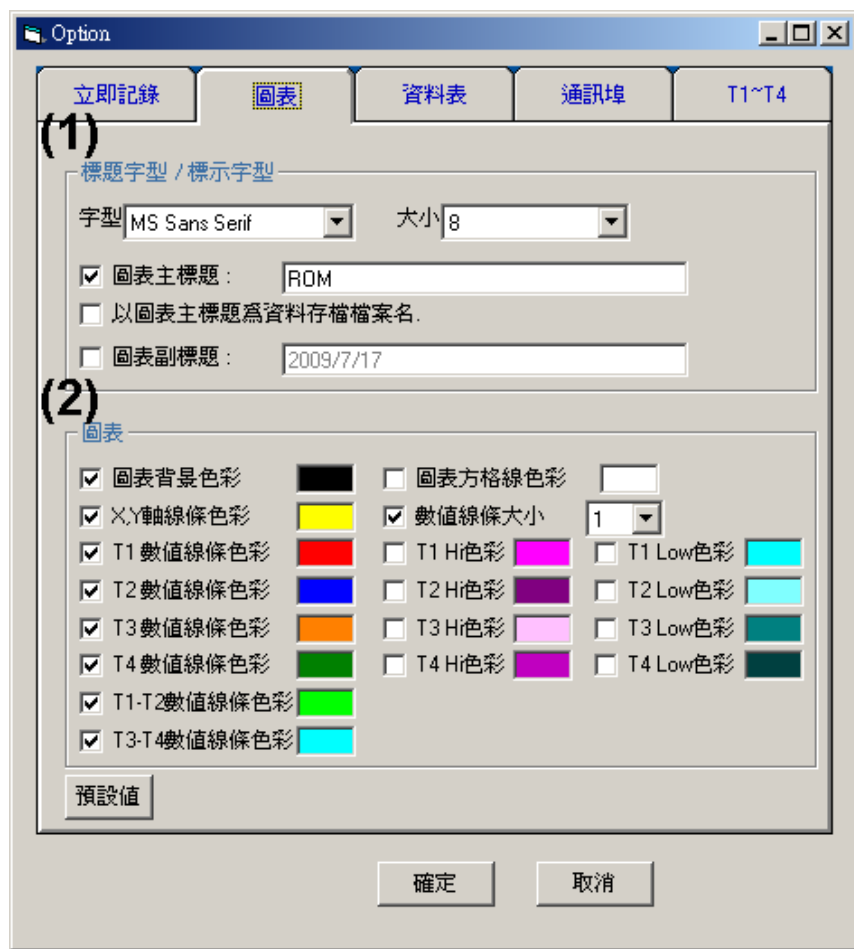 Option
立即記錄 圖表 資料表 通訊埠 T1~T4
(1)
標題字型 / 標示字型
字型 MS Sans Serif 大小 8
圖表主標題 : ROM
以圖表主標題爲資料存檔檔案名.
圖表副標題 : 2009/7/17
(2)
圖表
圖表背景色彩 圖表方格線色彩
X,Y軸線條色彩 數值線條大小 1
T1 數值線條色彩 T1 Hi色彩 T1 Low色彩
T2 數值線條色彩 T2 Hi色彩 T2 Low色彩
T3 數值線條色彩 T3 Hi色彩 T3 Low色彩
T4 數值線條色彩 T4 Hi色彩 T4 Low色彩
T1-T2數值線條色彩
T3-T4數值線條色彩
預設值
確定 取消